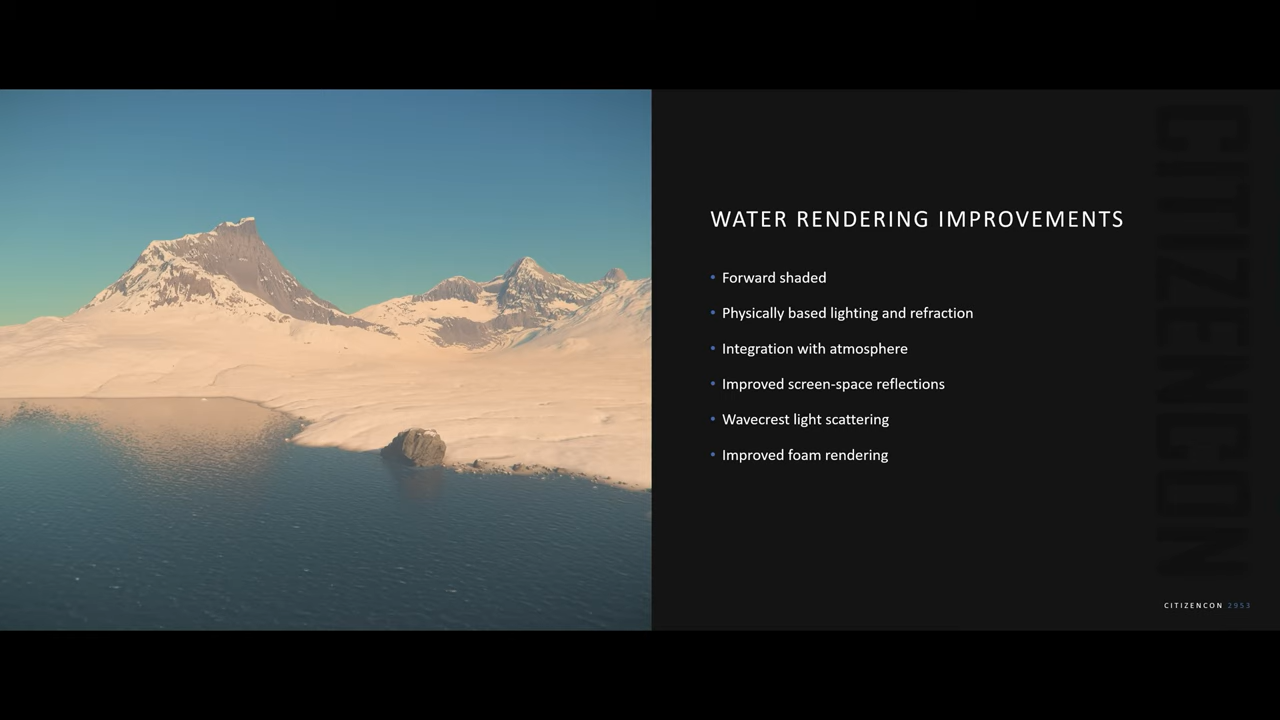 WATER RENDERING IMPROVEMENTS
• Forward shaded
• Physically based lighting and refraction
• Integration with atmosphere
• Improved screen-space reflections
• Wavecrest light scattering
• Improved foam rendering
CITIZENCON
CITIZENCON 2953